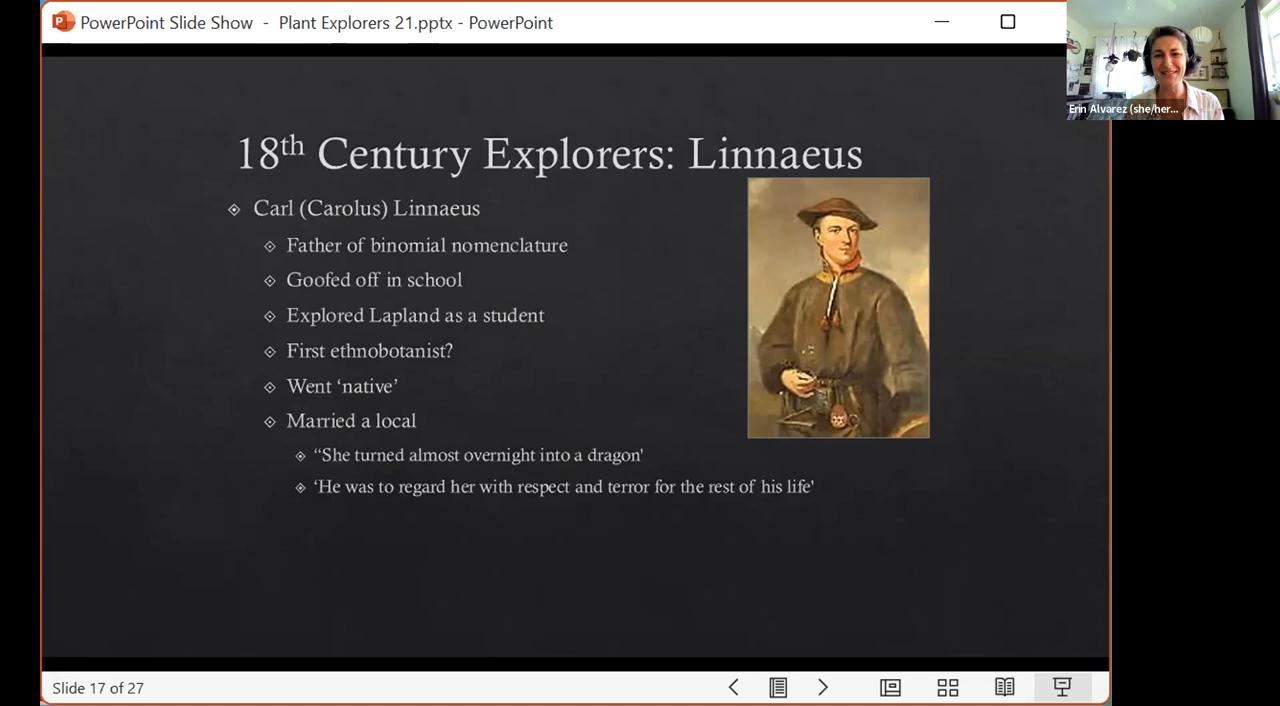 PowerPoint Slide Show - Plant Explorers 21.pptx - PowerPoint
Erin Alvarez (she/her...
18th Century Explorers: Linnaeus
Carl (Carolus) Linnaeus
Father of binomial nomenclature
Goofed off in school
Explored Lapland as a student
First ethnobotanist?
Went ‘native’
Married a local
“She turned almost overnight into a dragon'
‘He was to regard her with respect and terror for the rest of his life'
Slide 17 of 27